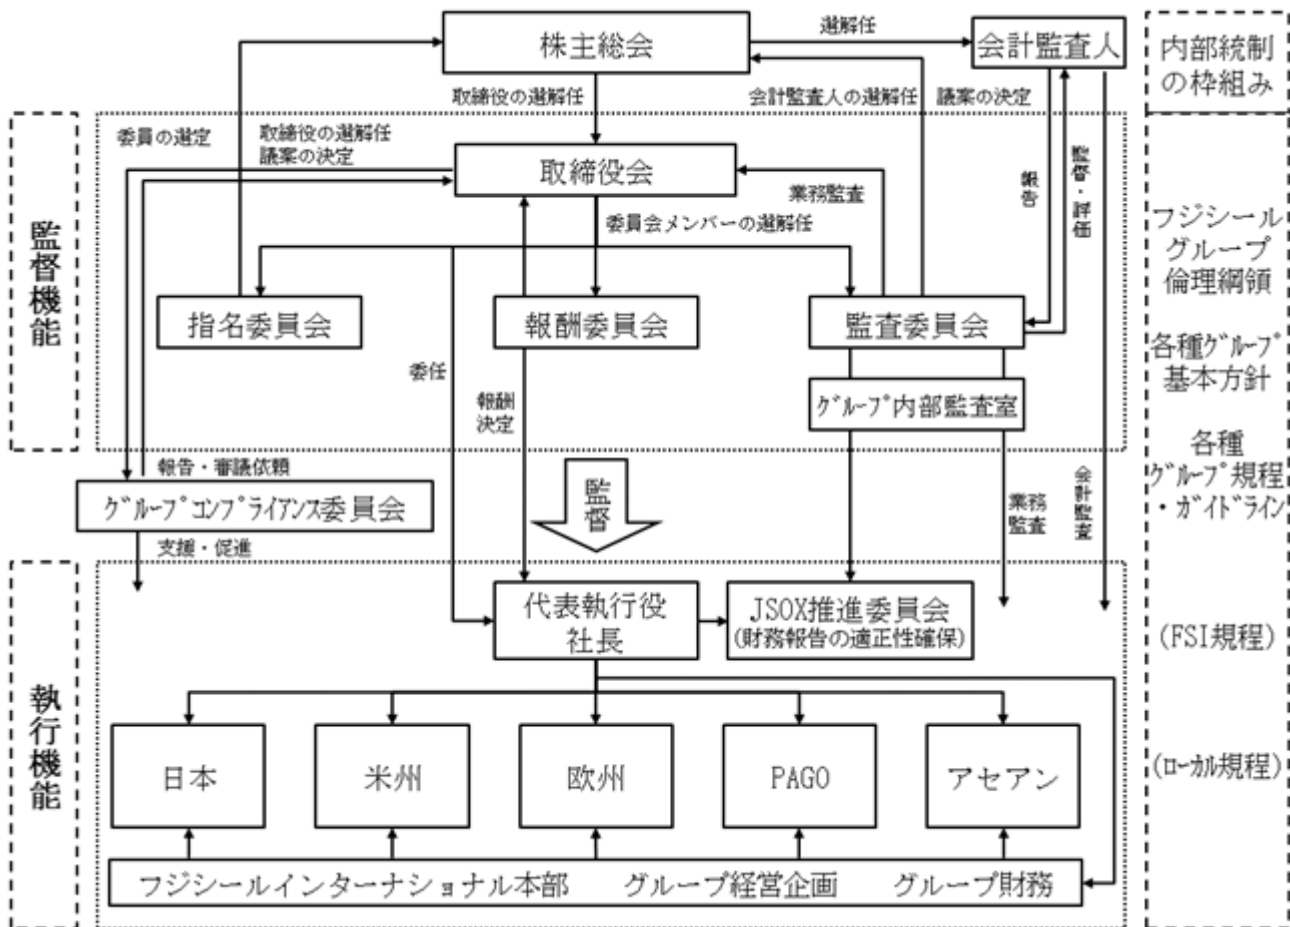 株主総会
選解任
会計監査人
内部統制
の枠組み
取締役の選解任
会計監査人の選解任
議案の決定
委員の選定
取締役の選解任
議案の決定
取締役会
業務監査
報告
監督・評価
委員会メンバーの選解任
監督機能
指名委員会
報酬委員会
監査委員会
委任
報酬
決定
グループ内部監査室
報告・審議依頼
グループコンプライアンス委員会
支援・促進
監督
業務
監査
会計監査
フジシール
グループ
倫理綱領
各種グループ
基本方針
各種
グループ規程
・ガイドライン
(FSI規程)
(ローカル規程)
執行機能
代表執行役
社長
JSOX推進委員会
(財務報告の適正性確保)
日本
米州
欧州
PAGO
アセアン
フジシールインターナショナル本部 グループ経営企画 グループ財務